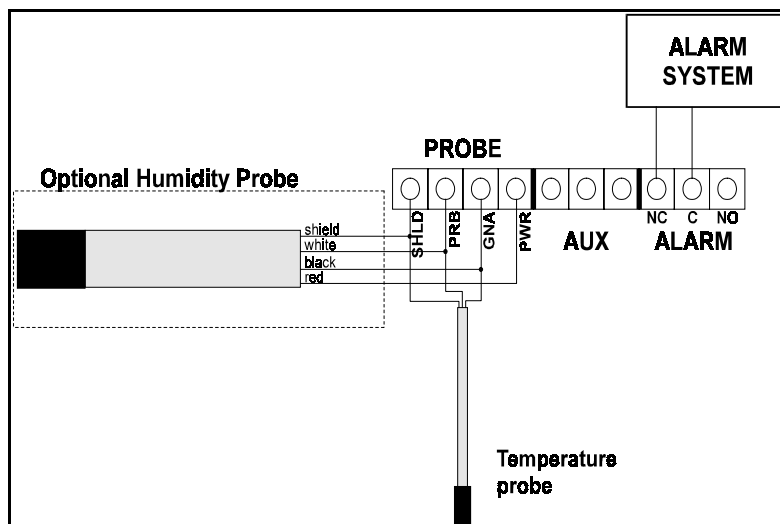 ALARM
SYSTEM
PROBE
Optional Humidity Probe
shield
white
black
red
SHLD
PRB
GNA
PWR
NC
C
NO
AUX
ALARM
Temperature
probe